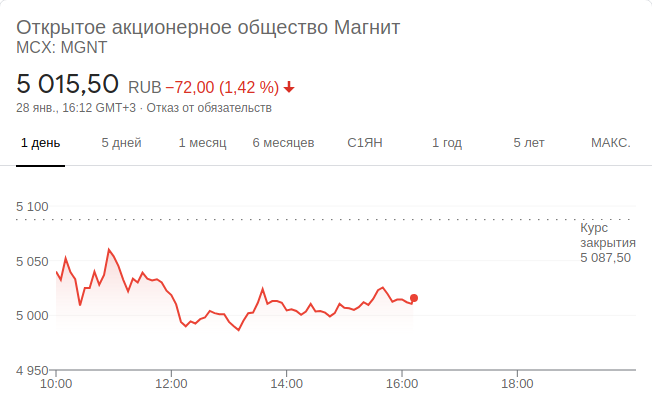 Открытое акционерное общество Магнит
MCX: MGNT
5 015,50 RUB −72,00 (1,42 %)
28 янв., 16:12 GMT+3 · Отказ от обязательств
1 день 5 дней 1 месяц 6 месяцев С1ЯН 1 год 5 лет МАКС.
5 100
Курс
закрытия
5 087,50
5 050
5 000
4 950
10:00 12:00 14:00 16:00 18:00